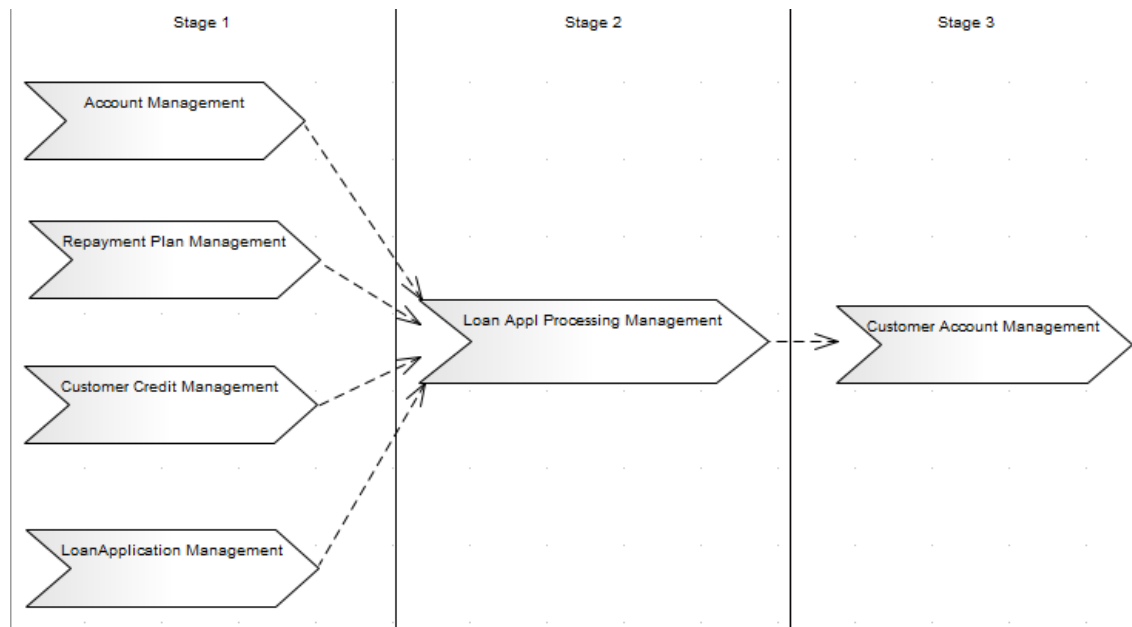 Stage 1
Stage 2
Stage 3
Account Management
Repayment Plan Management
Loan Appl Processing Management
Customer Account Management
Customer Credit Management
LoanApplication Management